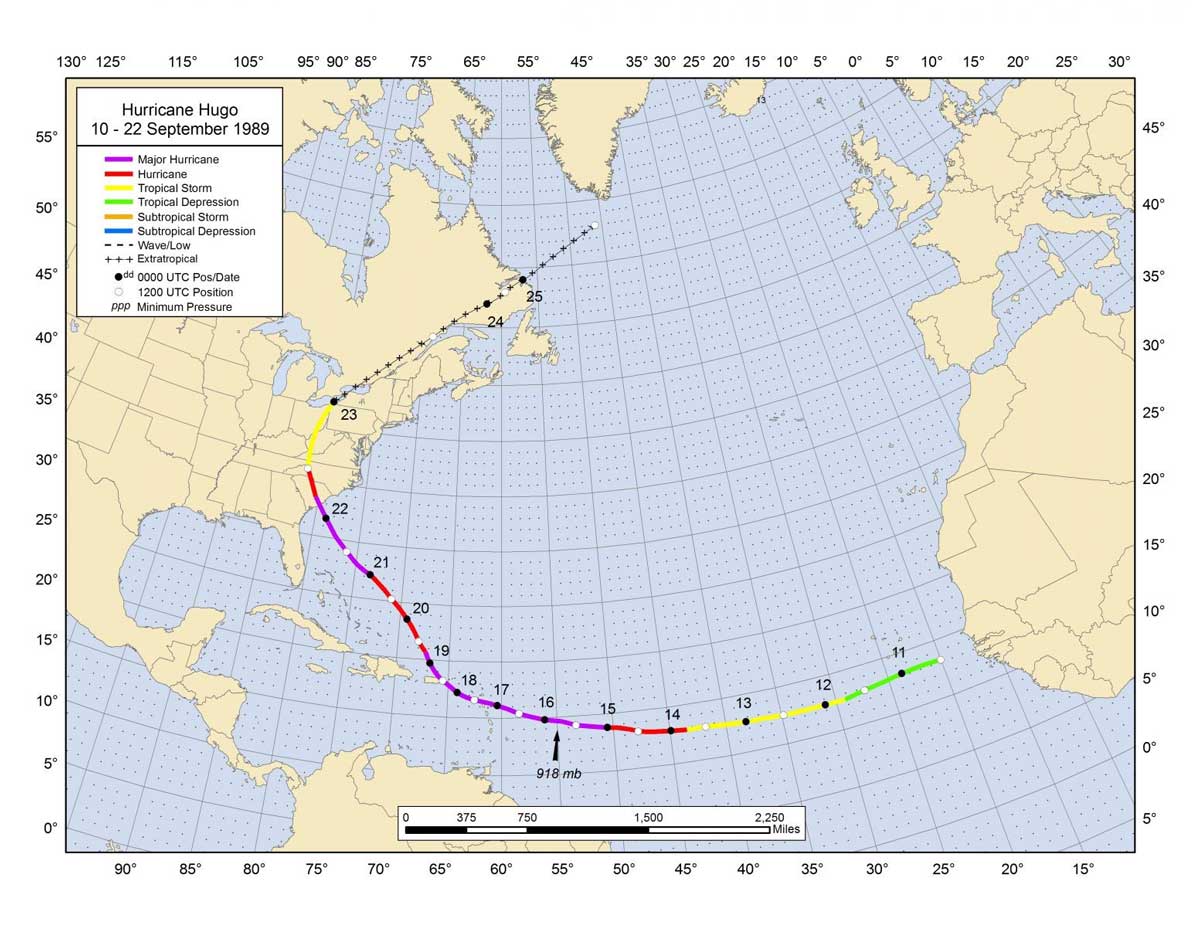 130° 125° 115° 105° 95° 90° 85° 75° 65° 55° 45° 35° 30° 25° 20° 15° 10° 5° 0° 5° 10° 15° 20° 25° 30°
Hurricane Hugo
10 - 22 September 1989
Major Hurricane
Hurricane
Tropical Storm
Tropical Depression
Subtropical Storm
Subtropical Depression
Wave/Low
Extratropical
dd 0000 UTC Pos/Date
1200 UTC Position
ppp Minimum Pressure
13
55°
50°
45°
40°
35°
30°
25°
20°
15°
10°
5°
0°
45°
40°
35°
30°
25°
20°
15°
10°
5°
0°
5°
25
24
23
22
21
20
19
18
17
16
15
14
13
12
11
918 mb
0 375 750 1,500 2,250
Miles
90° 85° 80° 75° 70° 65° 60° 55° 50° 45° 40° 35° 30° 25° 20° 15°